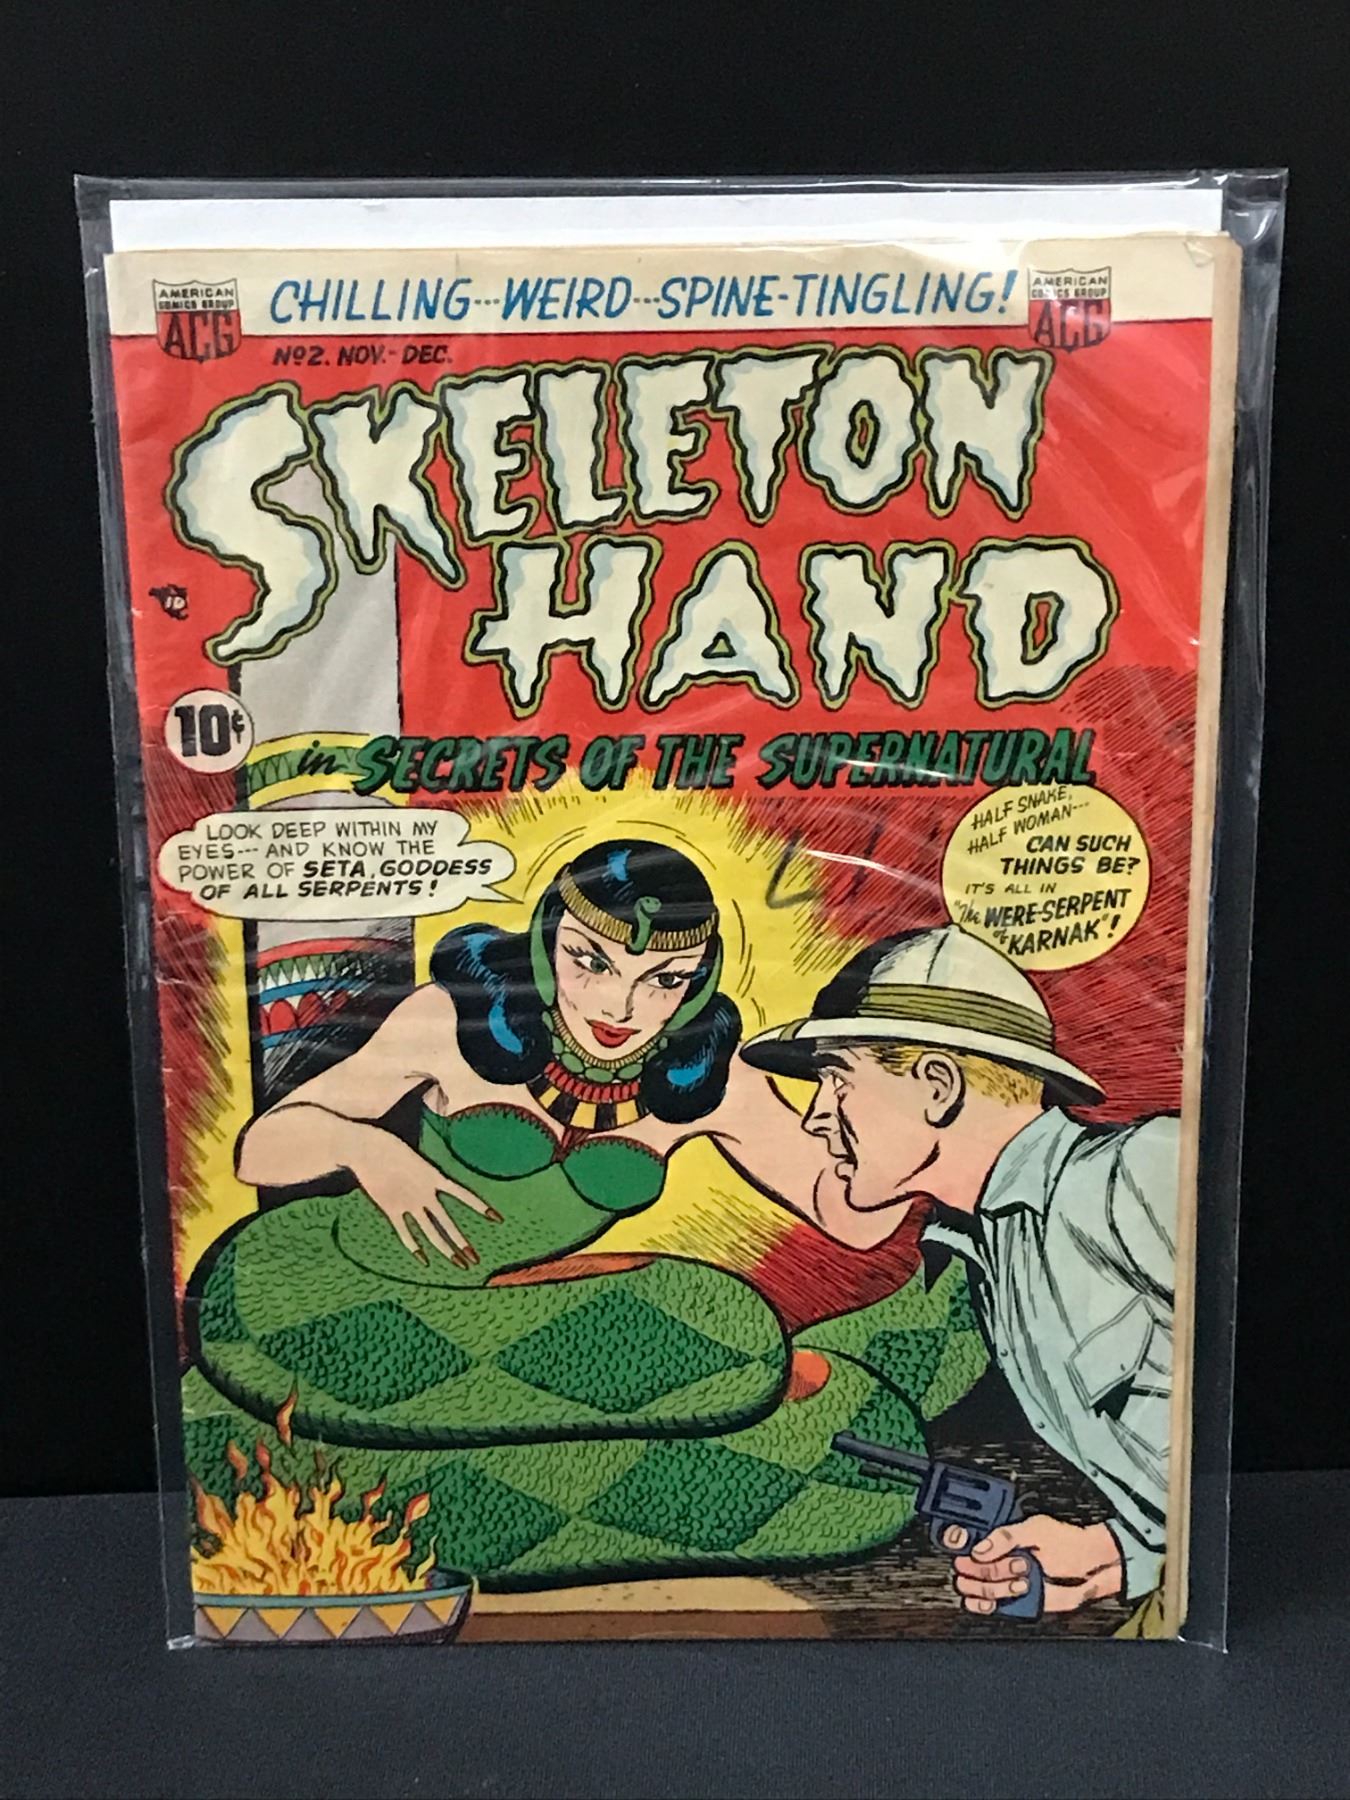 AMERICAN
COMICS GROUP
ACG
CHILLING---WEIRD---SPINE-TINGLING!
AMERICAN
COMICS GROUP
ACG
Nº2. NOV.-DEC.
SKELETON
HAND
10¢
in SECRETS OF THE SUPERNATURAL
LOOK DEEP WITHIN MY
EYES--- AND KNOW THE
POWER OF SETA, GODDESS
OF ALL SERPENTS!
HALF SNAKE,
HALF WOMAN---
CAN SUCH
THINGS BE?
IT'S ALL IN
"The WERE-SERPENT
of KARNAK"!